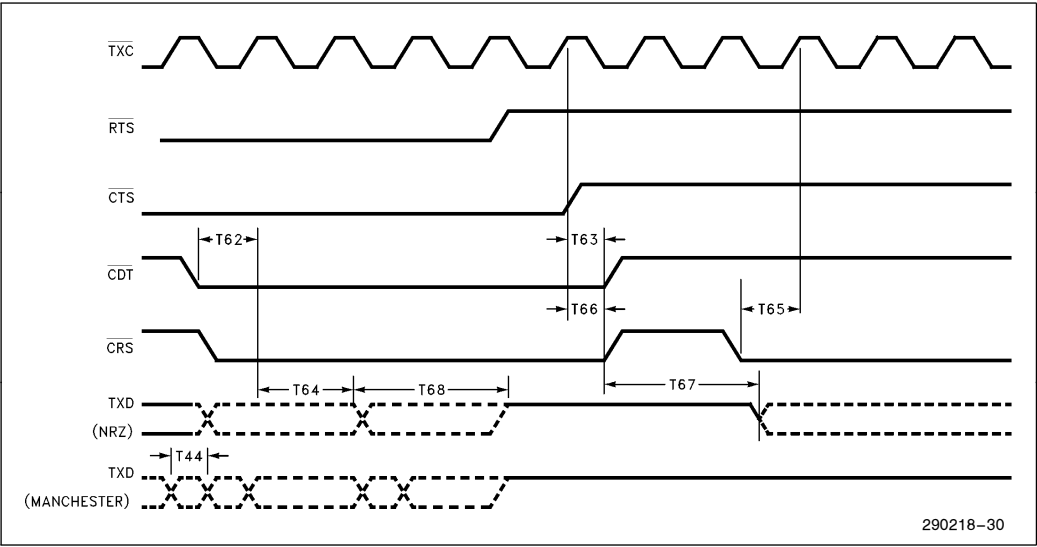 TXC
RTS
CTS
T62
T63
CDT
T66
T65
CRS
T64
T68
T67
TXD
(NRZ)
T44
TXD
(MANCHESTER)
290218–30